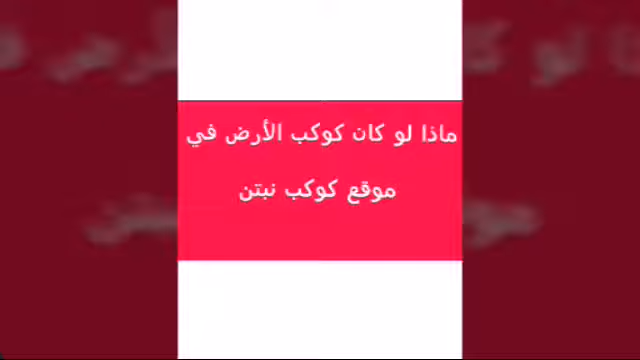 ماذا لو كان كوكب الأرض في
موقع كوكب نبتن